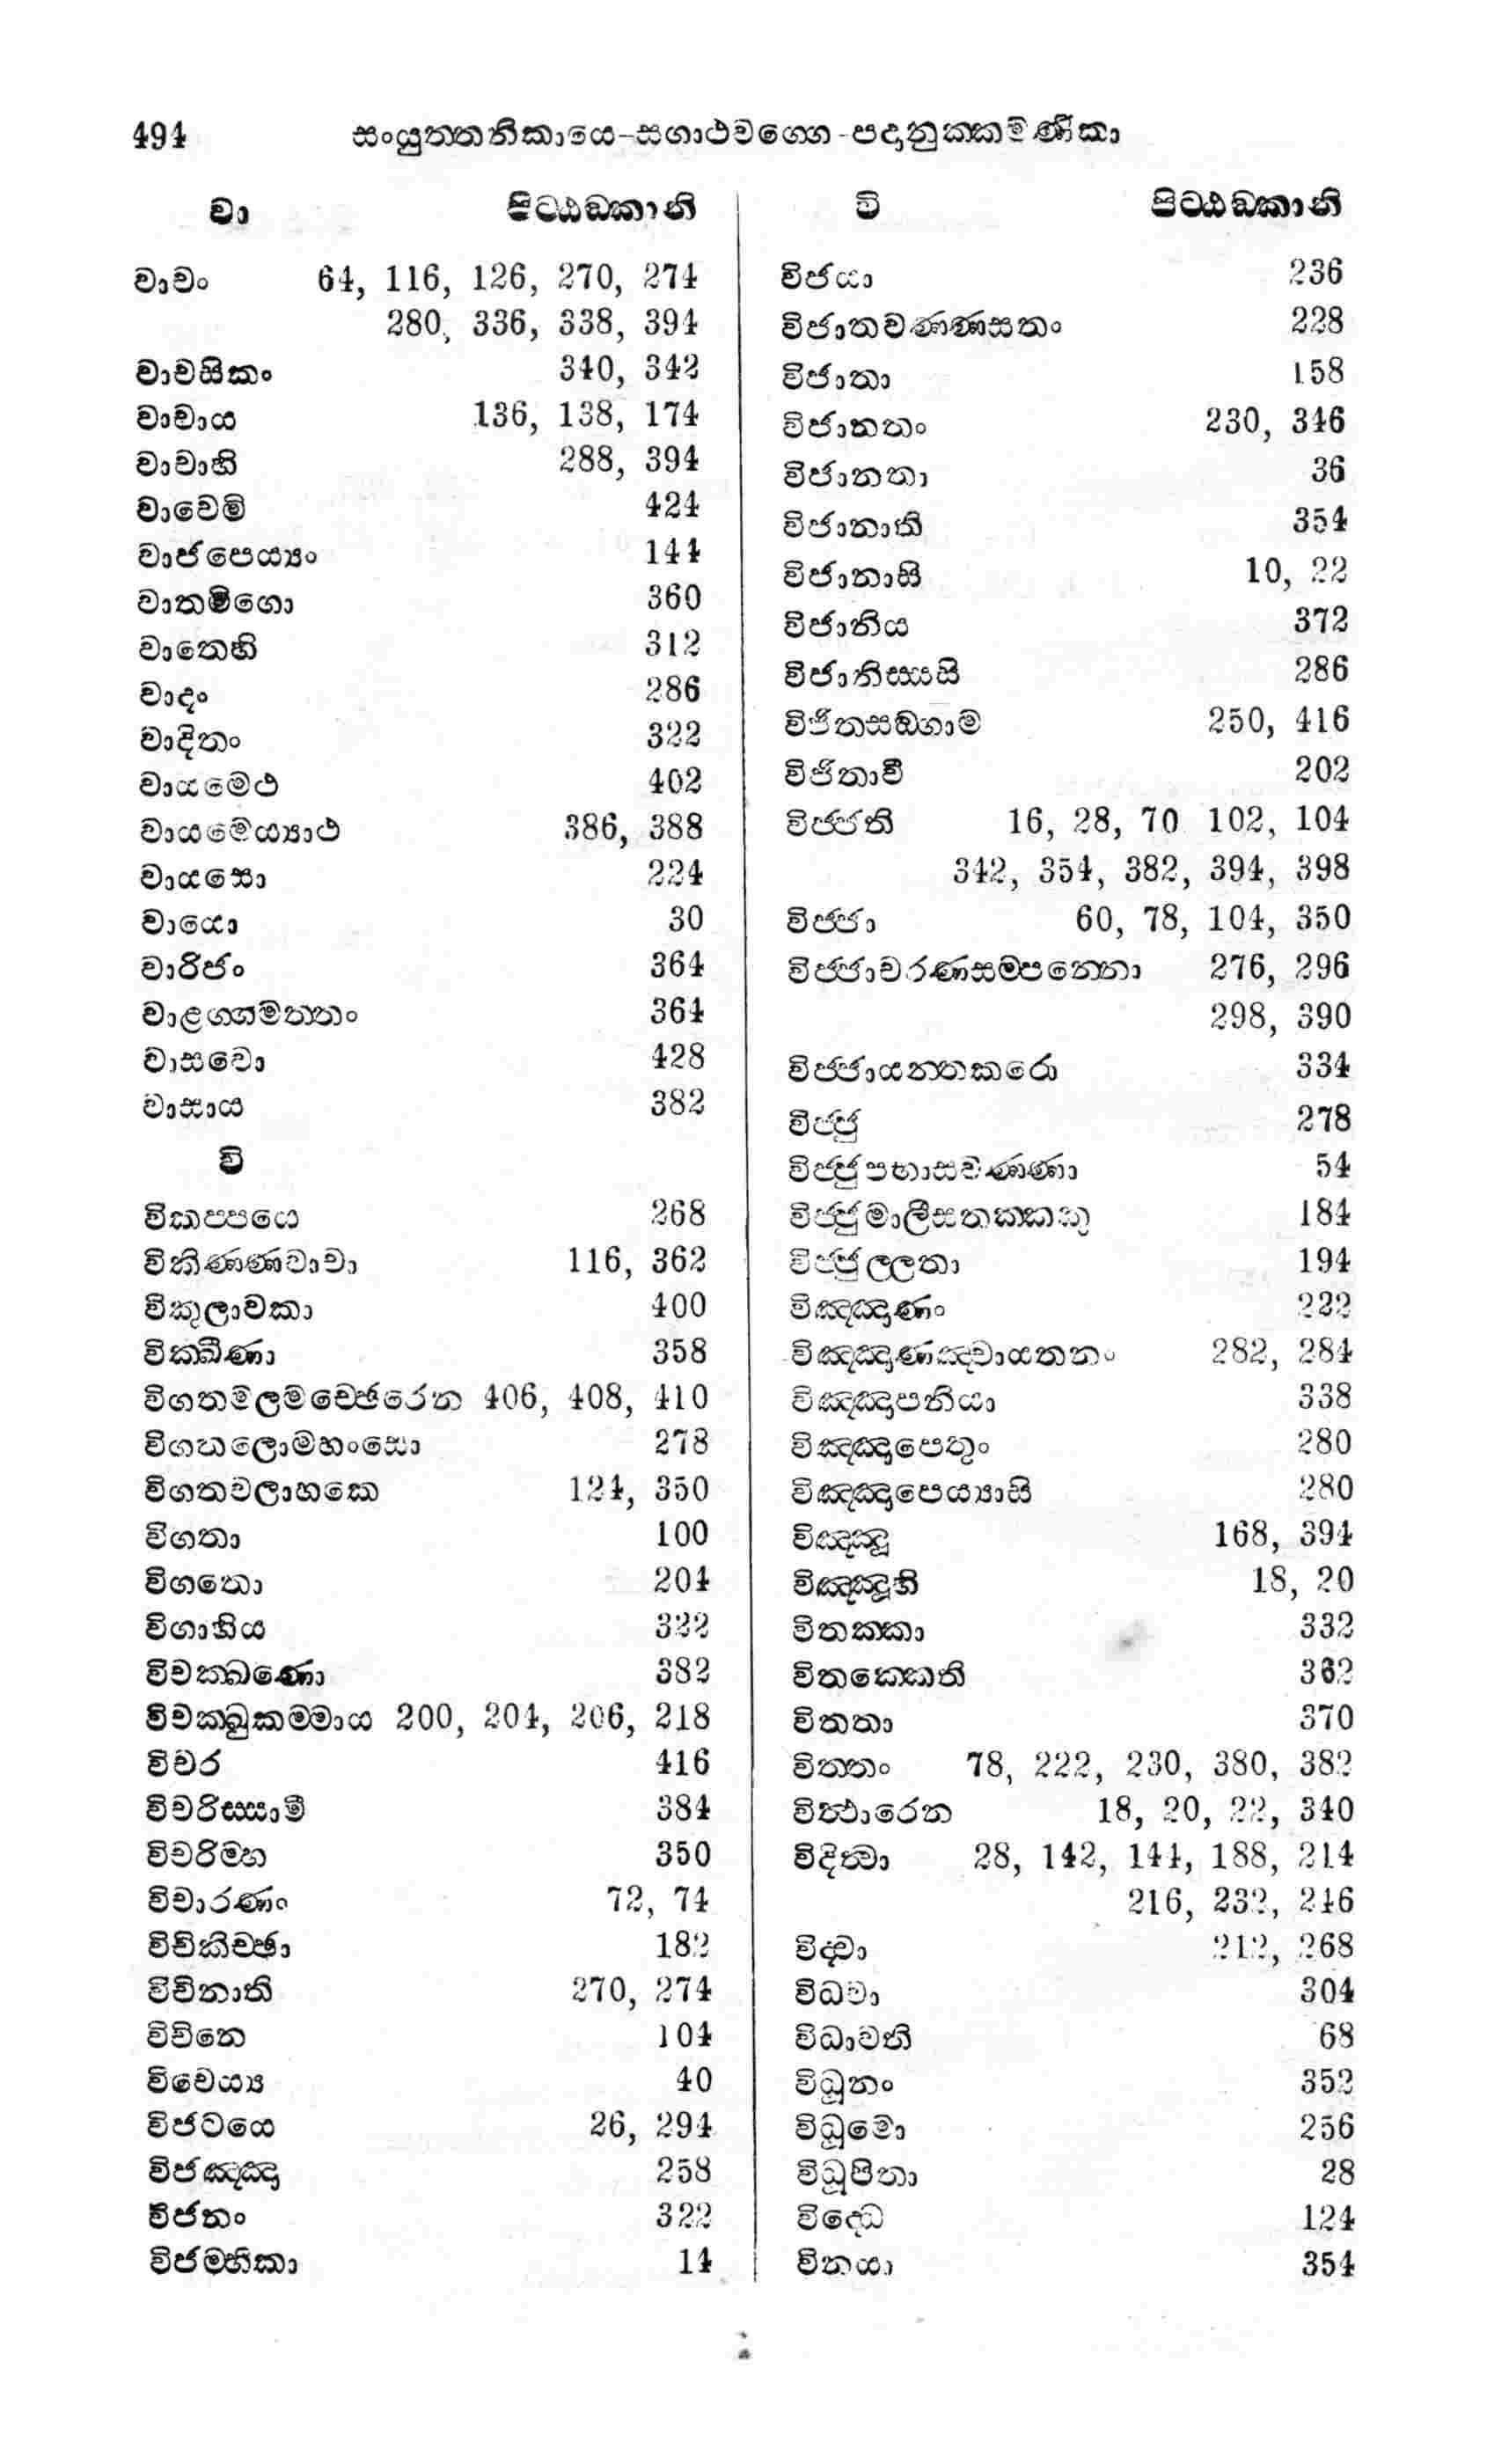 494 සංයුත්තනිකායෙ-සගාථවග්ගෙ-පදානුක්කමණිකා
වා පිට්ඨඞ්කානි
වාචං 64, 116, 126, 270, 274
280, 336, 338, 394
වාචසිකං 340, 342
වාචාය 136, 138, 174
වාචාහි 288, 394
වාචෙමි 424
වාජපෙය්‍යං 144
වාතමිගො 360
වාතෙහි 312
වාදං 286
වාදිතං 322
වායමෙථ 402
වායමෙය්‍යාථ 386, 388
වායසො 224
වායො 30
වාරිජං 364
වාළග්ගමත්තං 364
වාසවො 428
වාසාය 382
වි
විකප්පයෙ 268
විකිණ්ණවාචා 116, 362
විකුලාවකා 400
වික්ඛීණා 358
විගතමලමච්ඡෙරෙන 406, 408, 410
විගතලොමහංසො 278
විගතවලාහකෙ 124, 350
විගතා 100
විගතො 204
විගාහිය 322
විචක්ඛණො 382
විචක්ඛුකම්මාය 200, 204, 206, 218
විචර 416
විචරිස්සාමි 384
විචරිම්හ 350
විචාරණං 72, 74
විචිකිච්ඡා 182
විචිනාති 270, 274
විචිනෙ 104
විචෙය්‍ය 40
විජටයෙ 26, 294
විජඤ්ඤා 258
විජනං 322
විජම්භිකා 14
වි පිට්ඨඞ්කානි
විජයා 236
විජාතවණ්ණසතං 228
විජාතා 158
විජානතං 230, 346
විජානතා 36
විජානාති 354
විජානාසි 10, 22
විජානිය 372
විජානිස්සසි 286
විජිතසඞ්ගාම 250, 416
විජිතාවී 202
විජ්ජති 16, 28, 70 102, 104
342, 354, 382, 394, 398
විජ්ජා 60, 78, 104, 350
විජ්ජාචරණසම්පන්නො 276, 296
298, 390
විජ්ජායන්තකරො 334
විජ්ජු 278
විජ්ජුපභාසවණ්ණා 54
විජ්ජුමාලීසතක්කකු 184
විජ්ජුල්ලතා 194
විඤ්ඤාණං 222
විඤ්ඤාණඤ්චායතනං 282, 284
විඤ්ඤාපනියා 338
විඤ්ඤාපෙතුං 280
විඤ්ඤාපෙය්‍යාසි 280
විඤ්ඤූ 168, 394
විඤ්ඤූහි 18, 20
විතක්කා 332
විතක්කෙති 362
විතතා 370
විත්තං 78, 222, 230, 380, 382
විත්ථාරෙන 18, 20, 22, 340
විදිත්වා 28, 142, 144, 188, 214
216, 232, 246
විද්වා 212, 268
විධවා 304
විධාවති 68
විධූනං 352
විධූමො 256
විධූපිතා 28
විද්ධෙ 124
විනයා 354